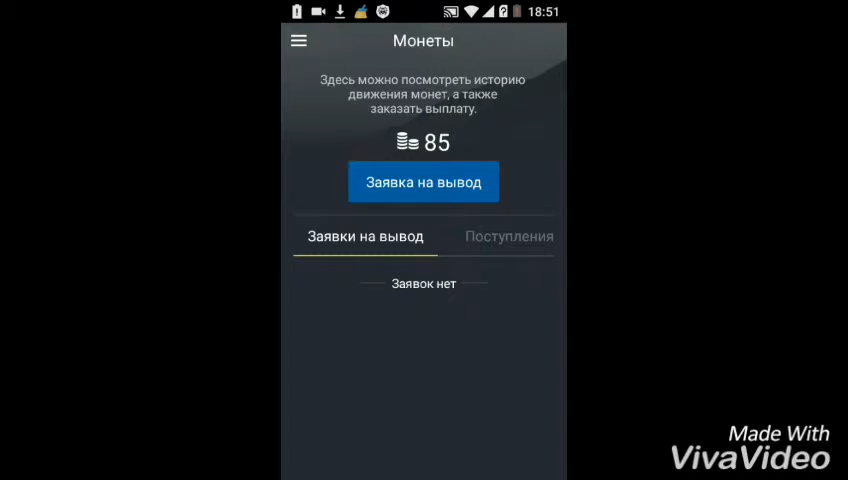 18:51
Монеты
Здесь можно посмотреть историю
движения монет, а также
заказать выплату.
85
Заявка на вывод
Заявки на вывод
Поступления
Заявок нет
Made With
VivaVideo